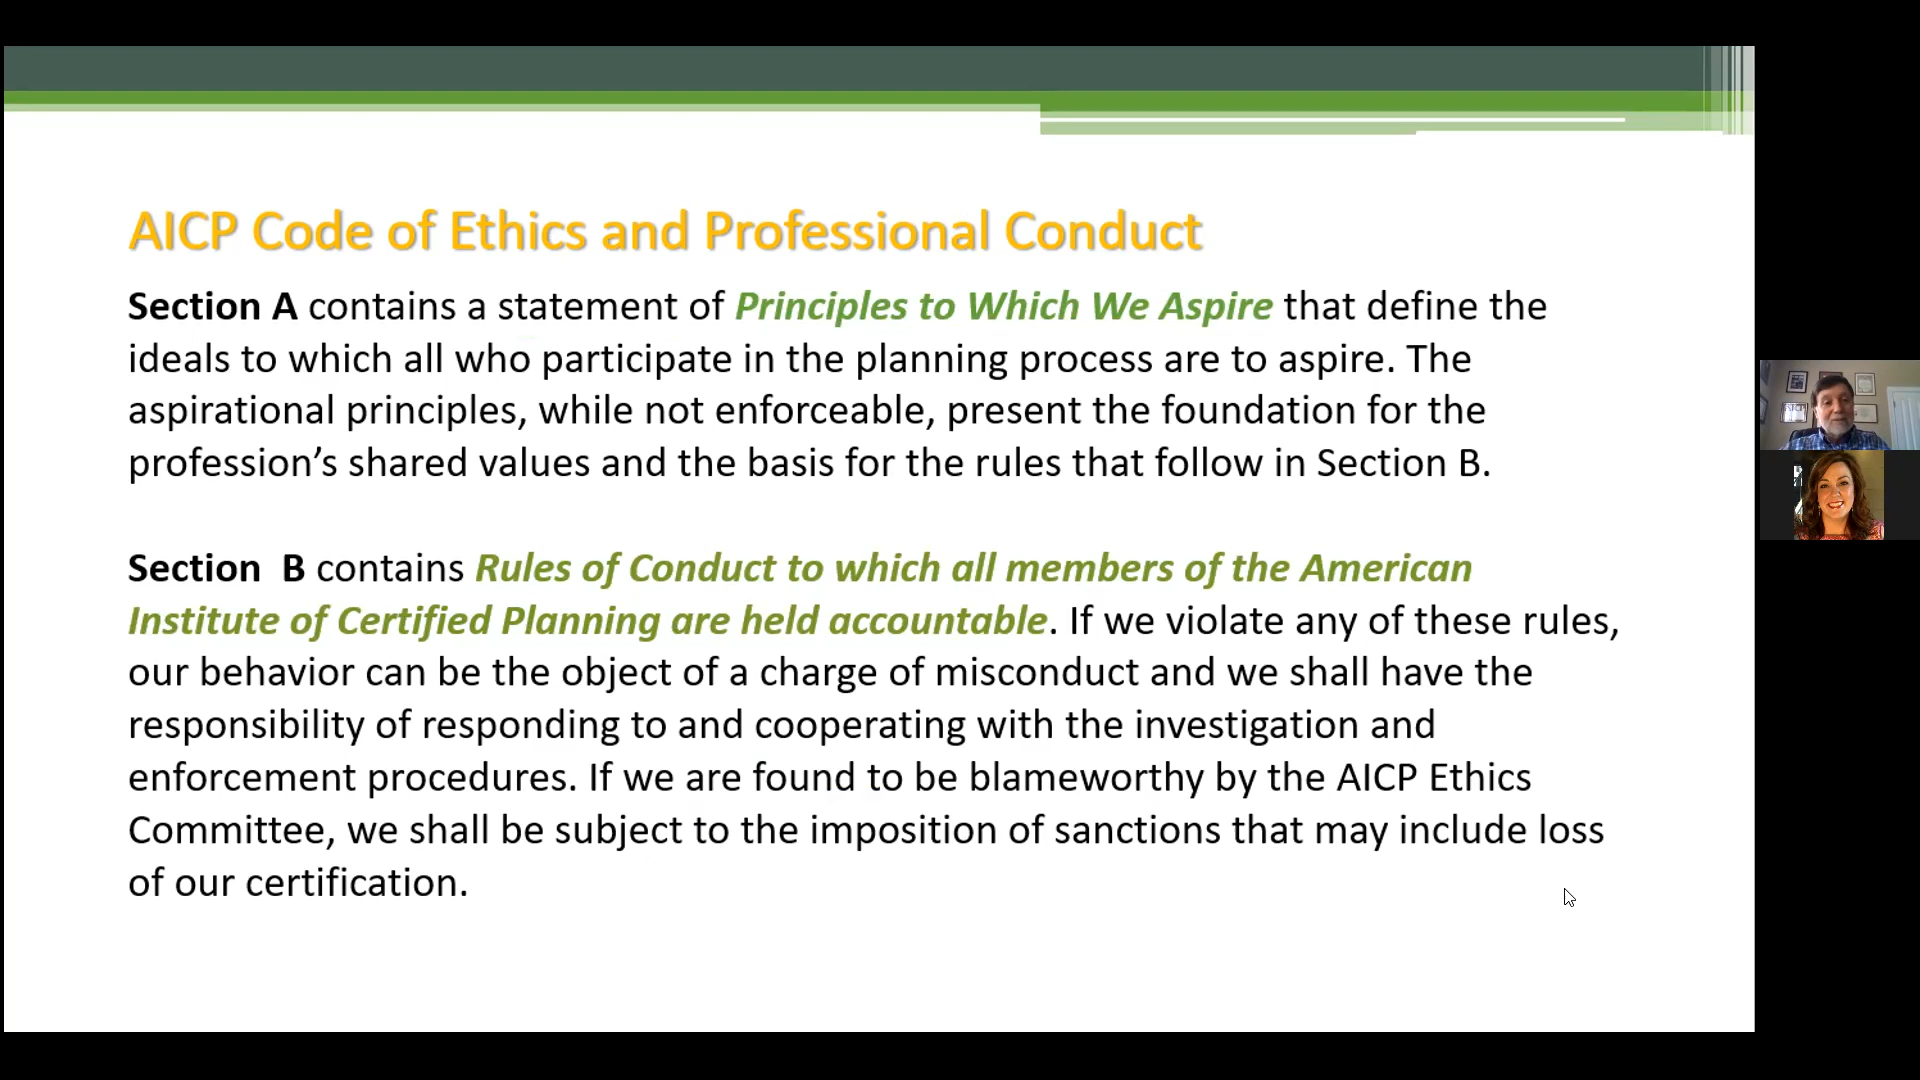 AICP Code of Ethics and Professional Conduct
Section A contains a statement of Principles to Which We Aspire that define the
ideals to which all who participate in the planning process are to aspire. The
aspirational principles, while not enforceable, present the foundation for the
profession’s shared values and the basis for the rules that follow in Section B.
Section  B contains Rules of Conduct to which all members of the American
Institute of Certified Planning are held accountable. If we violate any of these rules,
our behavior can be the object of a charge of misconduct and we shall have the
responsibility of responding to and cooperating with the investigation and
enforcement procedures. If we are found to be blameworthy by the AICP Ethics
Committee, we shall be subject to the imposition of sanctions that may include loss
of our certification.